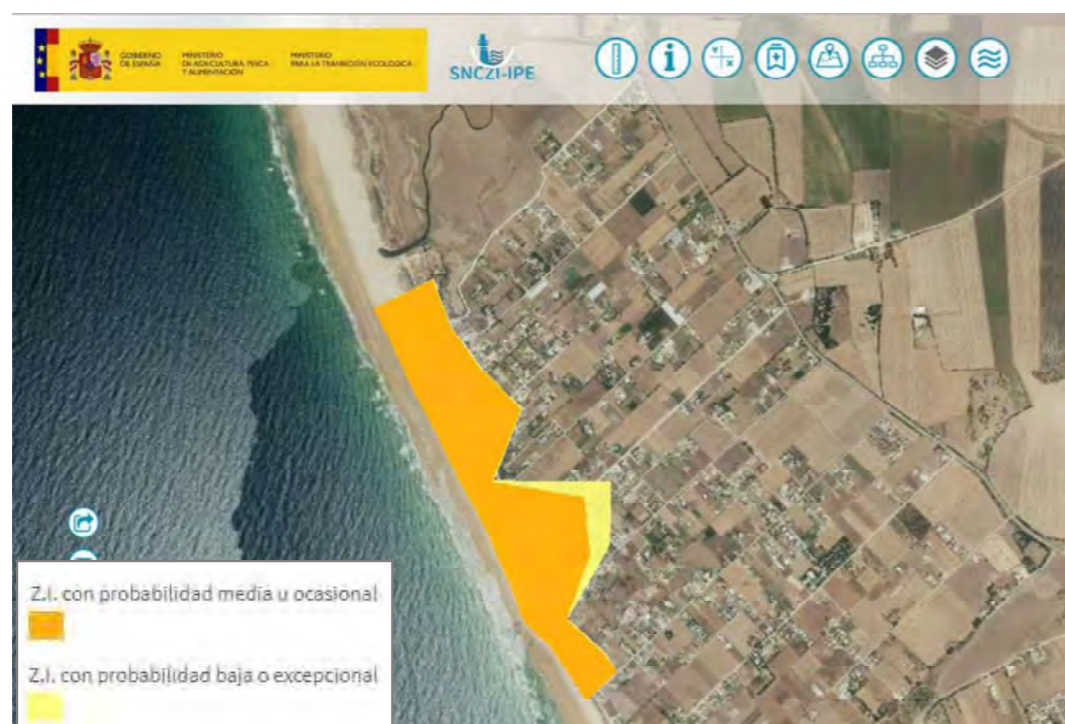 GOBIERNO
DE ESPAÑA
MINISTERIO
DE AGRICULTURA, PESCA
Y ALIMENTACIÓN
MINISTERIO
PARA LA TRANSICIÓN ECOLÓGICA
SNCZI-IPE
Z.I. con probabilidad media u ocasional
Z.I. con probabilidad baja o excepcional